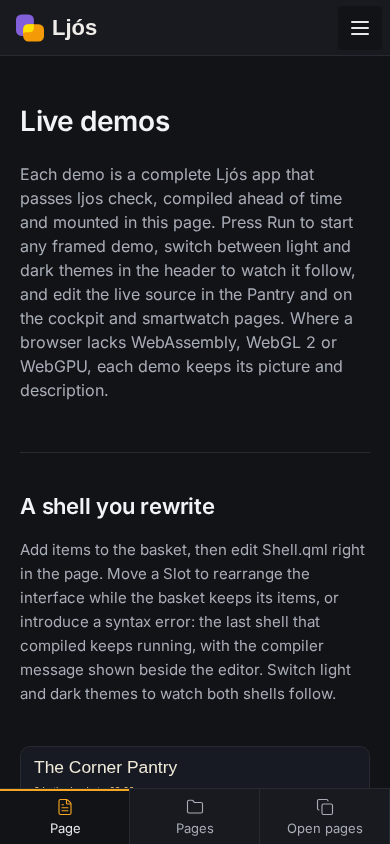 Ljós
Live demos
Each demo is a complete Ljós app that
passes ljos check, compiled ahead of time
and mounted in this page. Press Run to start
any framed demo, switch between light and
dark themes in the header to watch it follow,
and edit the live source in the Pantry and on
the cockpit and smartwatch pages. Where a
browser lacks WebAssembly, WebGL 2 or
WebGPU, each demo keeps its picture and
description.
A shell you rewrite
Add items to the basket, then edit Shell.qml right
in the page. Move a Slot to rearrange the
interface while the basket keeps its items, or
introduce a syntax error: the last shell that
compiled keeps running, with the compiler
message shown beside the editor. Switch light
and dark themes to watch both shells follow.
The Corner Pantry
Page
Pages
Open pages